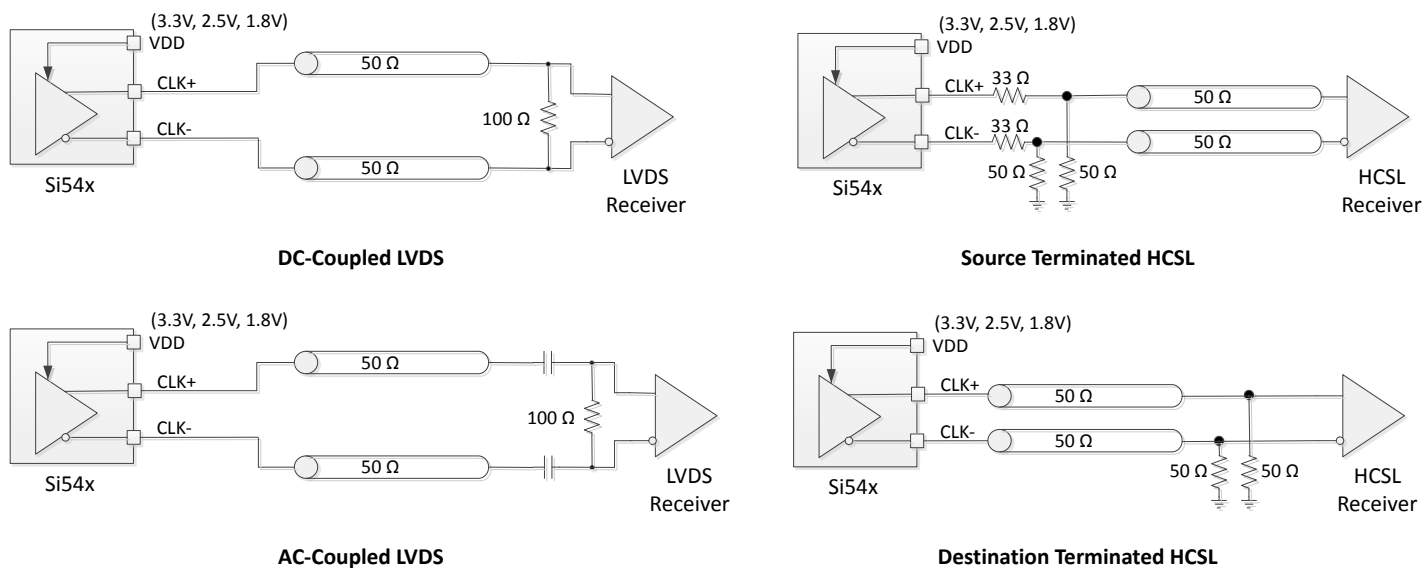 (3.3V, 2.5V, 1.8V)
VDD
CLK+
50 Ω
100 Ω
CLK-
50 Ω
Si54x
LVDS
Receiver
DC-Coupled LVDS
(3.3V, 2.5V, 1.8V)
VDD
CLK+
33 Ω
50 Ω
CLK-
33 Ω
50 Ω
50 Ω
50 Ω
Si54x
HCSL
Receiver
Source Terminated HCSL
(3.3V, 2.5V, 1.8V)
VDD
CLK+
50 Ω
100 Ω
CLK-
50 Ω
Si54x
LVDS
Receiver
AC-Coupled LVDS
(3.3V, 2.5V, 1.8V)
VDD
CLK+
50 Ω
CLK-
50 Ω
50 Ω
50 Ω
Si54x
HCSL
Receiver
Destination Terminated HCSL